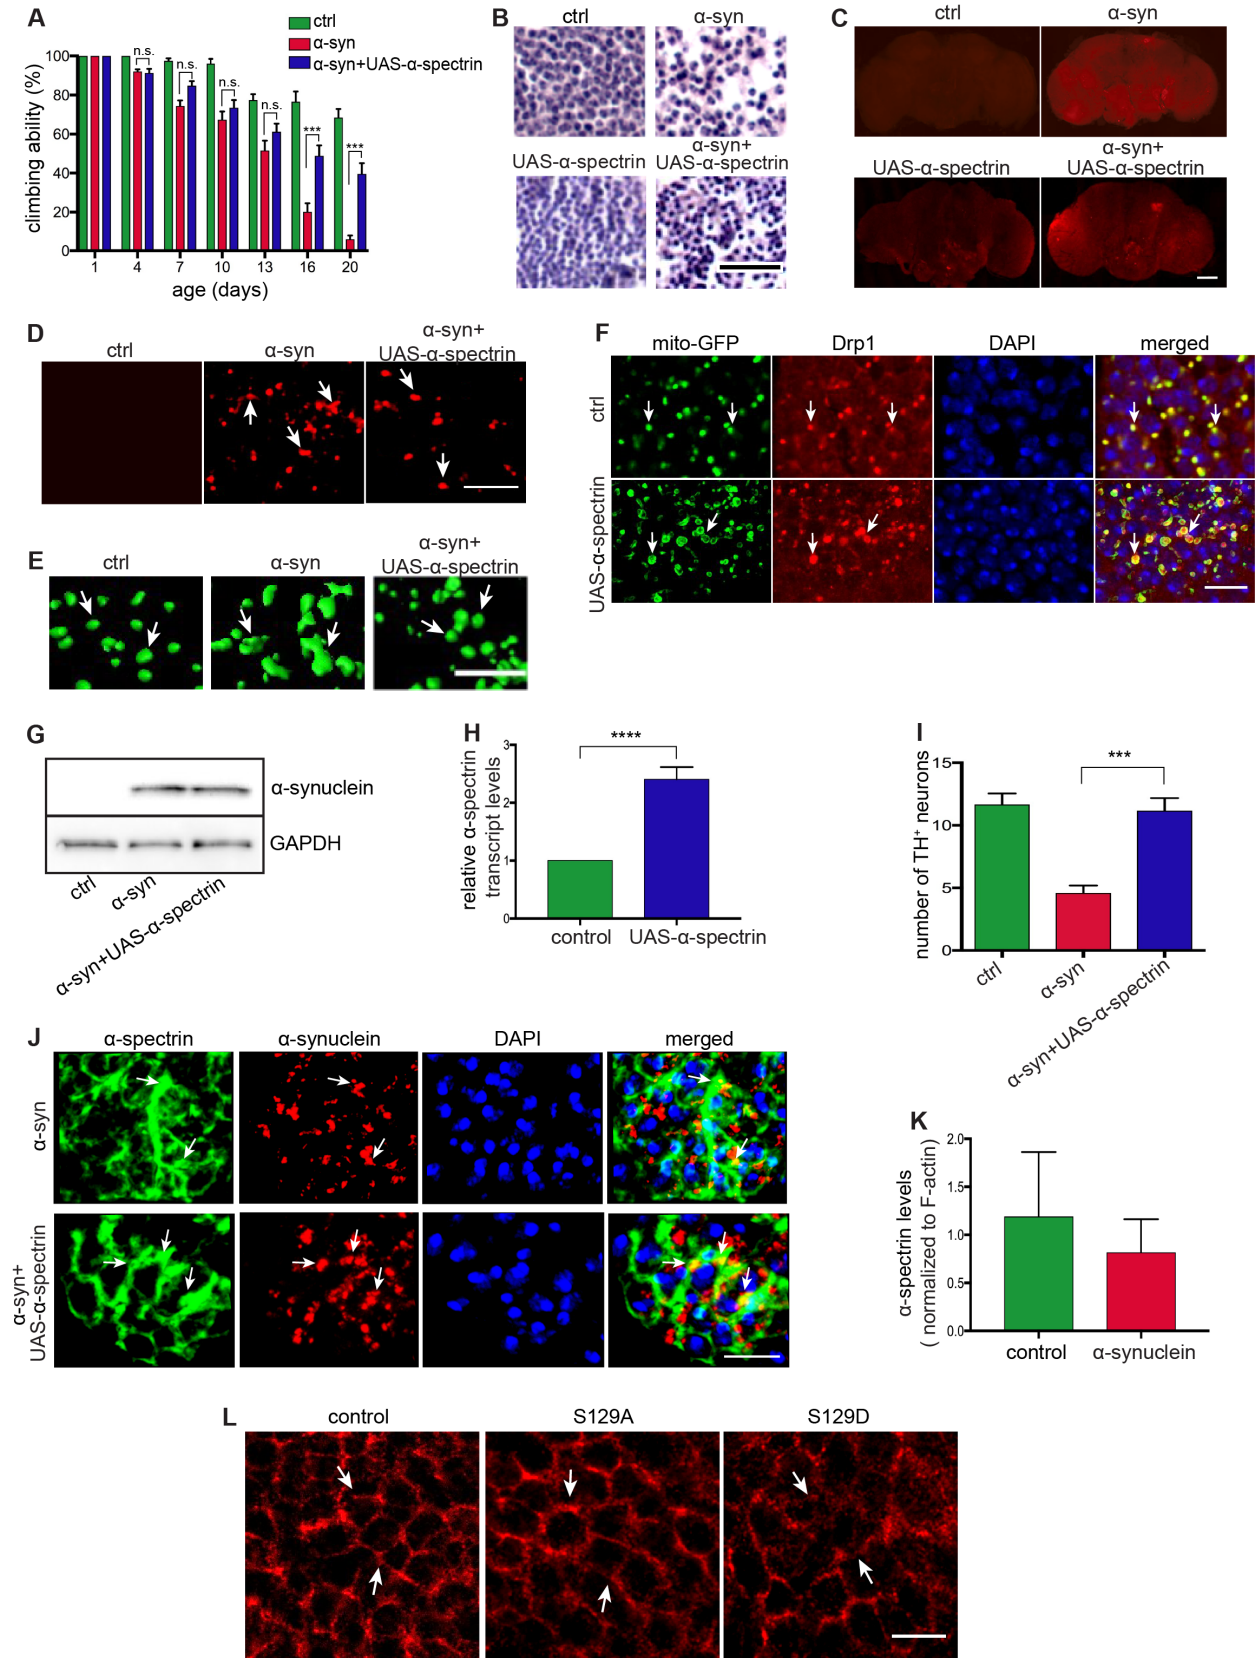 A
ctrl
α-syn
α-syn+UAS-α-spectrin
climbing ability (%)
100
80
60
40
20
0
n.s.
n.s.
n.s.
n.s.
***
***
1 4 7 10 13 16 20
age (days)
B
ctrl α-syn
UAS-α-spectrin
α-syn+
UAS-α-spectrin
C
ctrl α-syn
UAS-α-spectrin
α-syn+
UAS-α-spectrin
D
ctrl α-syn
α-syn+
UAS-α-spectrin
E
ctrl α-syn
α-syn+
UAS-α-spectrin
F
mito-GFP Drp1 DAPI merged
ctrl
UAS-α-spectrin
G
α-synuclein
GAPDH
ctrl
α-syn
α-syn+UAS-α-spectrin
H
relative α-spectrin
transcript levels
3
2
1
0
****
control UAS-α-spectrin
I
number of TH+ neurons
15
10
5
0
***
ctrl
α-syn
α-syn+UAS-α-spectrin
J
α-spectrin α-synuclein DAPI merged
α-syn
α-syn+
UAS-α-spectrin
K
α-spectrin levels
( normalized to F-actin)
2.0
1.5
1.0
0.5
0.0
control α-synuclein
L
control S129A S129D